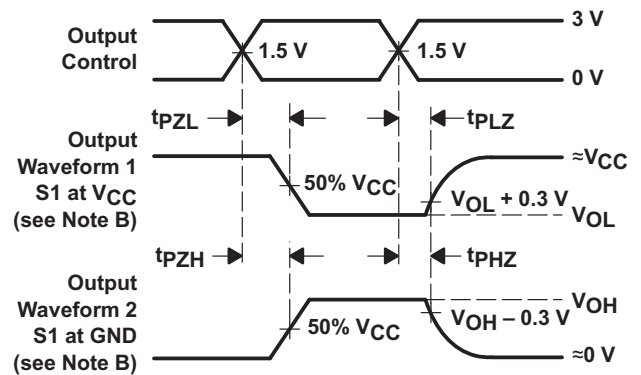 Output
Control
1.5 V
1.5 V
3 V
0 V
tPZL
tPLZ
Output
Waveform 1
S1 at VCC
(see Note B)
50% VCC
≈VCC
VOL + 0.3 V
VOL
tPZH
tPHZ
Output
Waveform 2
S1 at GND
(see Note B)
50% VCC
VOH
VOH – 0.3 V
≈0 V